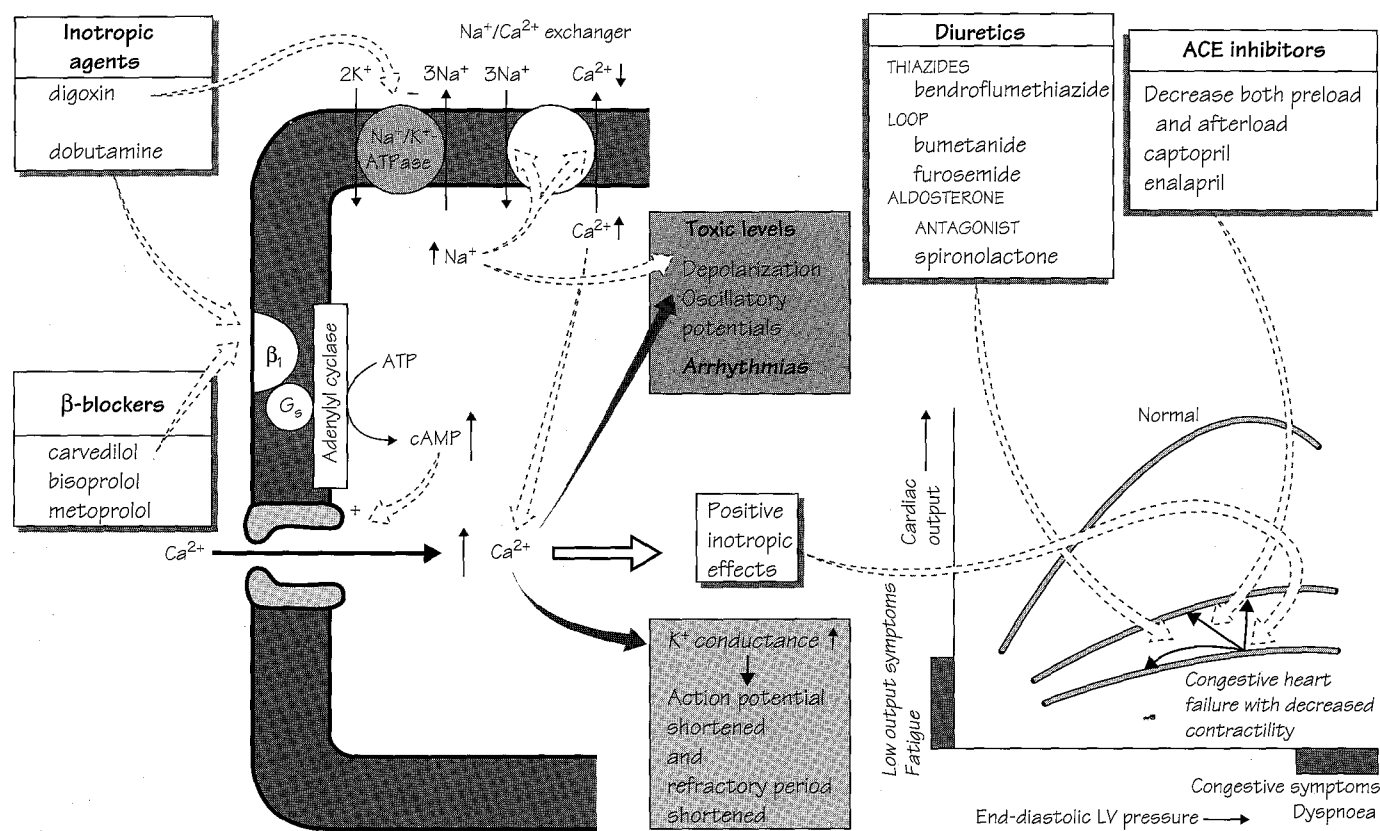 Inotropic
agents
digoxin
dobutamine
β-blockers
carvedilol
bisoprolol
metoprolol
Na⁺/Ca²⁺ exchanger
2K⁺
–
3Na⁺
3Na⁺
Ca²⁺
Na⁺/K⁺
ATPase
Na⁺
Ca²⁺
β₁
Gₛ
Adenylyl cyclase
ATP
cAMP
+
Ca²⁺
Ca²⁺
Toxic levels
Depolarization
Oscillatory
potentials
Arrhythmias
Positive
inotropic
effects
K⁺ conductance
Action potential
shortened
and
refractory period
shortened
Diuretics
THIAZIDES
bendroflumethiazide
LOOP
bumetanide
furosemide
ALDOSTERONE
ANTAGONIST
spironolactone
ACE inhibitors
Decrease both preload
and afterload
captopril
enalapril
Normal
Cardiac
output
Low output symptoms
Fatigue
Congestive heart
failure with decreased
contractility
Congestive symptoms
Dyspnoea
End-diastolic LV pressure